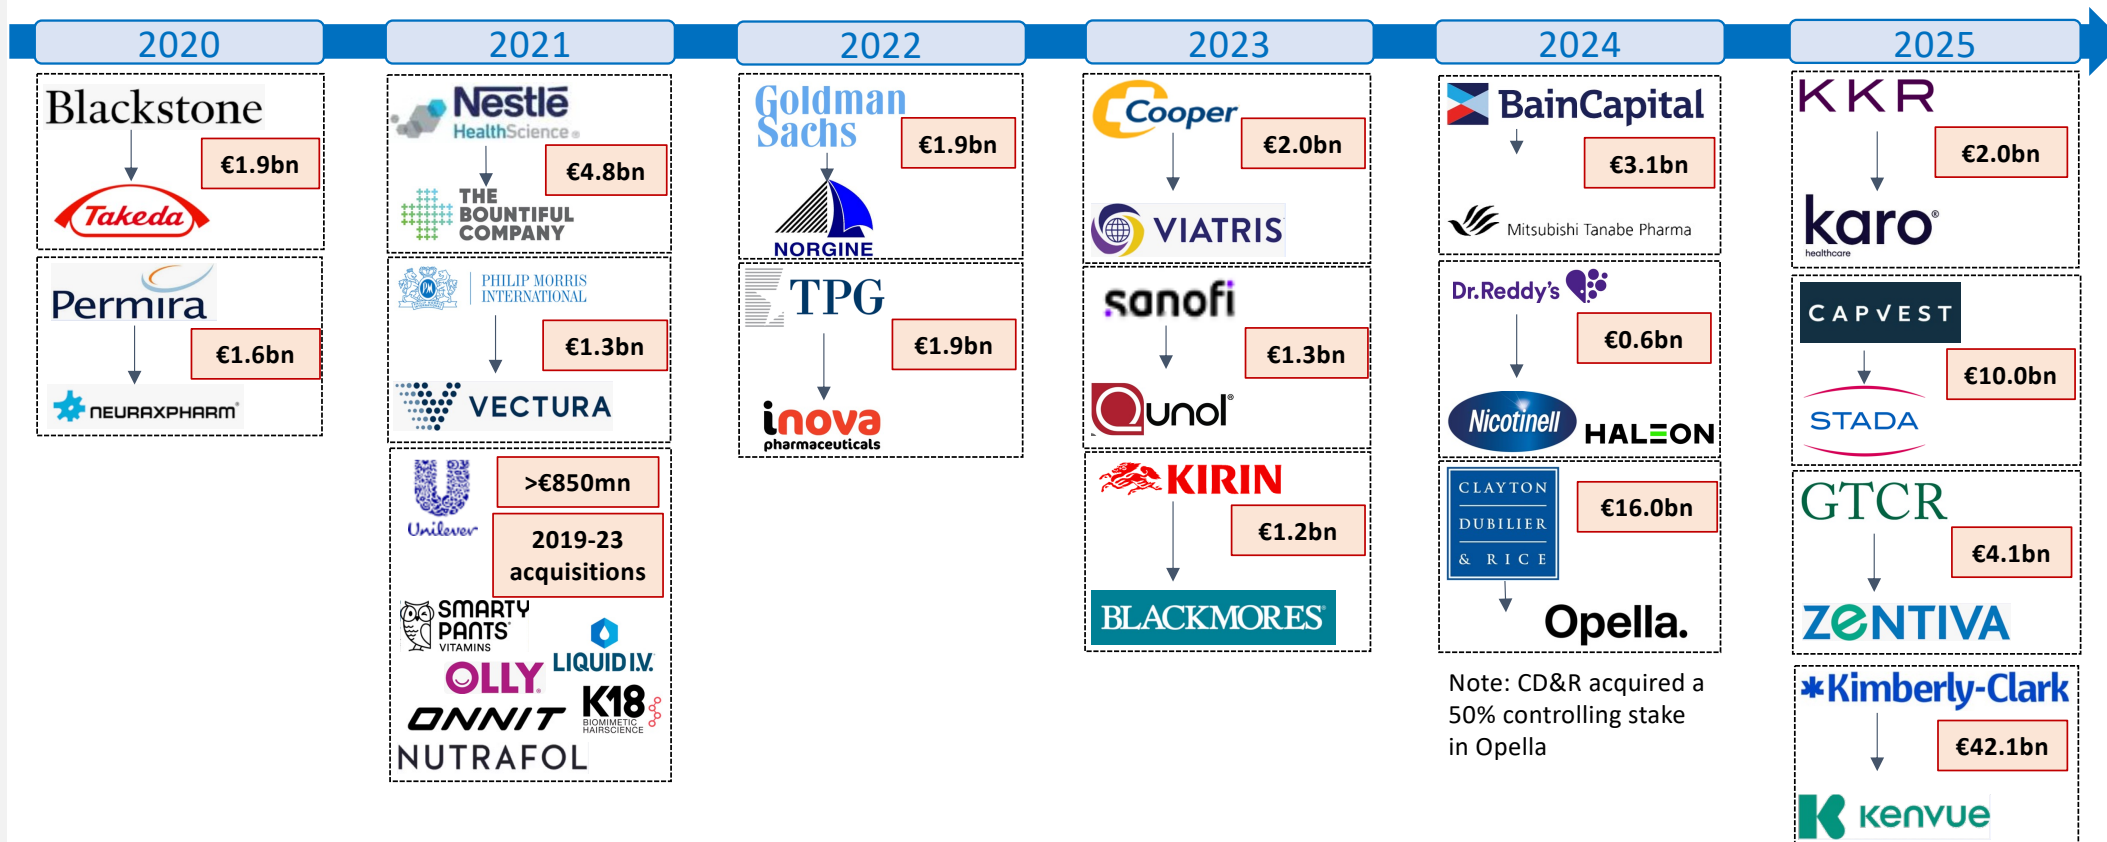 2020
2021
2022
2023
2024
2025
Blackstone
€1.9bn
Takeda
Permira
€1.6bn
neuraxpharm®
Nestlé
HealthScience®
€4.8bn
THE
BOUNTIFUL
COMPANY
PM
PHILIP MORRIS
INTERNATIONAL
€1.3bn
VECTURA
Unilever
>€850mn
2019-23
acquisitions
SMARTY
PANTS
VITAMINS
LIQUID I.V.
OLLY
ONNIT
K18
BIOMIMETIC
HAIRSCIENCE
NUTRAFOL
Goldman
Sachs
€1.9bn
NORGINE
TPG
€1.9bn
inova
pharmaceuticals
Cooper
€2.0bn
VIATRIS
sanofi
€1.3bn
Qunol®
KIRIN
€1.2bn
BLACKMORES®
BainCapital
€3.1bn
Mitsubishi Tanabe Pharma
Dr.Reddy's
€0.6bn
Nicotinell
HALEON
CLAYTON
DUBILIER
& RICE
€16.0bn
Opella.
Note: CD&R acquired a
50% controlling stake
in Opella
KKR
€2.0bn
karo®
healthcare
CAPVEST
€10.0bn
STADA
GTCR
€4.1bn
ZENTIVA
Kimberly-Clark
€42.1bn
kenvue